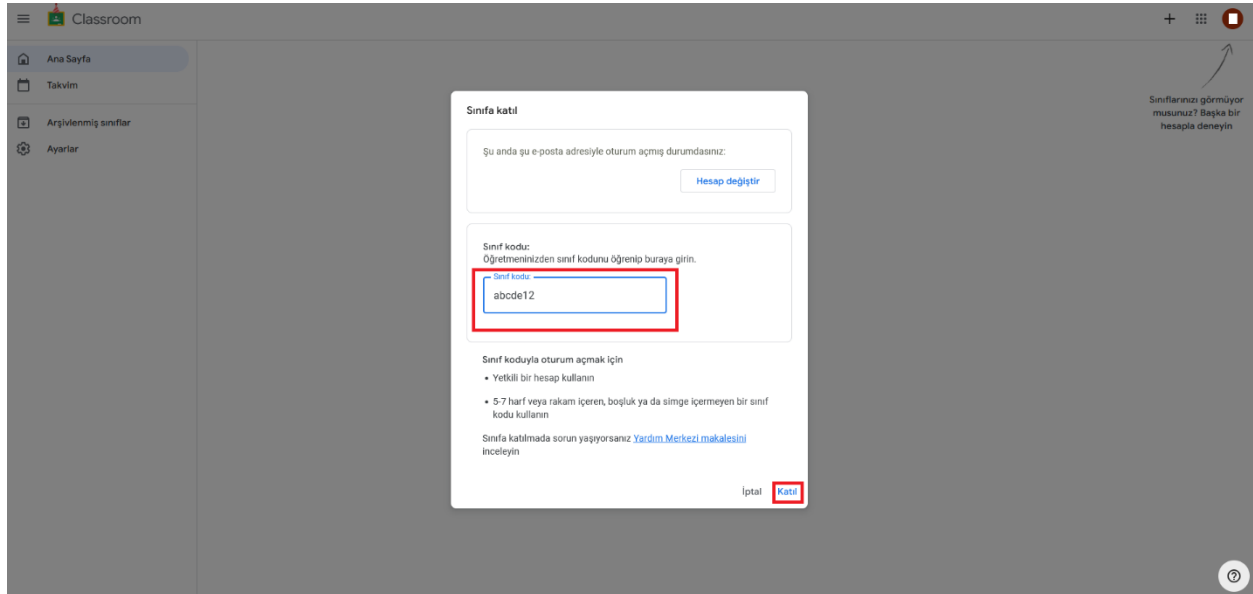 Classroom
Ana Sayfa
Takvim
Arşivlenmiş sınıflar
Ayarlar
Sınıflarınızı görmüyor
musunuz? Başka bir
hesapla deneyin
Sınıfa katıl
Şu anda şu e-posta adresiyle oturum açmış durumdasınız:
Hesap değiştir
Sınıf kodu:
Öğretmeninizden sınıf kodunu öğrenip buraya girin.
Sınıf kodu:
abcde12
Sınıf koduyla oturum açmak için
• Yetkili bir hesap kullanın
• 5-7 harf veya rakam içeren, boşluk ya da simge içermeyen bir sınıf
kodu kullanın
Sınıfa katılmada sorun yaşıyorsanız Yardım Merkezi makalesini
inceleyin
İptal Katıl